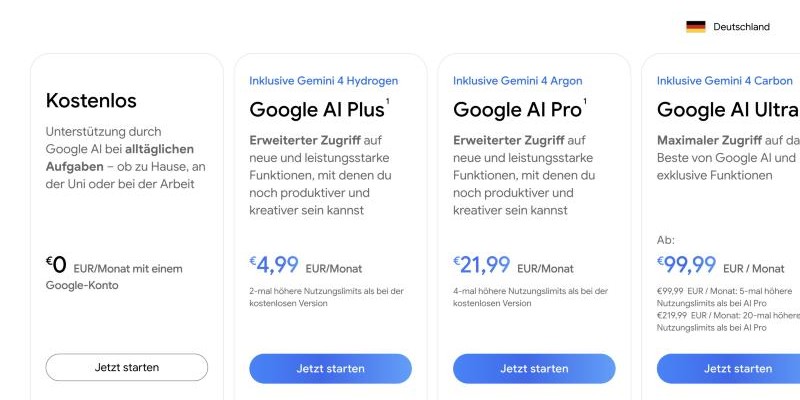 Deutschland
Kostenlos
Unterstützung durch
Google AI bei alltäglichen
Aufgaben – ob zu Hause, an
der Uni oder bei der Arbeit
€0 EUR/Monat mit einem
Google-Konto
Jetzt starten
Inklusive Gemini 4 Hydrogen
Google AI Plus¹
Erweiterter Zugriff auf
neue und leistungsstarke
Funktionen, mit denen du
noch produktiver und
kreativer sein kannst
€4,99 EUR/Monat
2-mal höhere Nutzungslimits als bei der
kostenlosen Version
Jetzt starten
Inklusive Gemini 4 Argon
Google AI Pro¹
Erweiterter Zugriff auf
neue und leistungsstarke
Funktionen, mit denen du
noch produktiver und
kreativer sein kannst
€21,99 EUR/Monat
4-mal höhere Nutzungslimits als bei der
kostenlosen Version
Jetzt starten
Inklusive Gemini 4 Carbon
Google AI Ultra
Maximaler Zugriff auf da
Beste von Google AI und
exklusive Funktionen
Ab:
€99,99 EUR / Monat
€99,99 EUR / Monat: 5-mal höhere
Nutzungslimits als bei AI Pro
€219,99 EUR / Monat: 20-mal höhere
Nutzungslimits als bei AI Pro
Jetzt starten